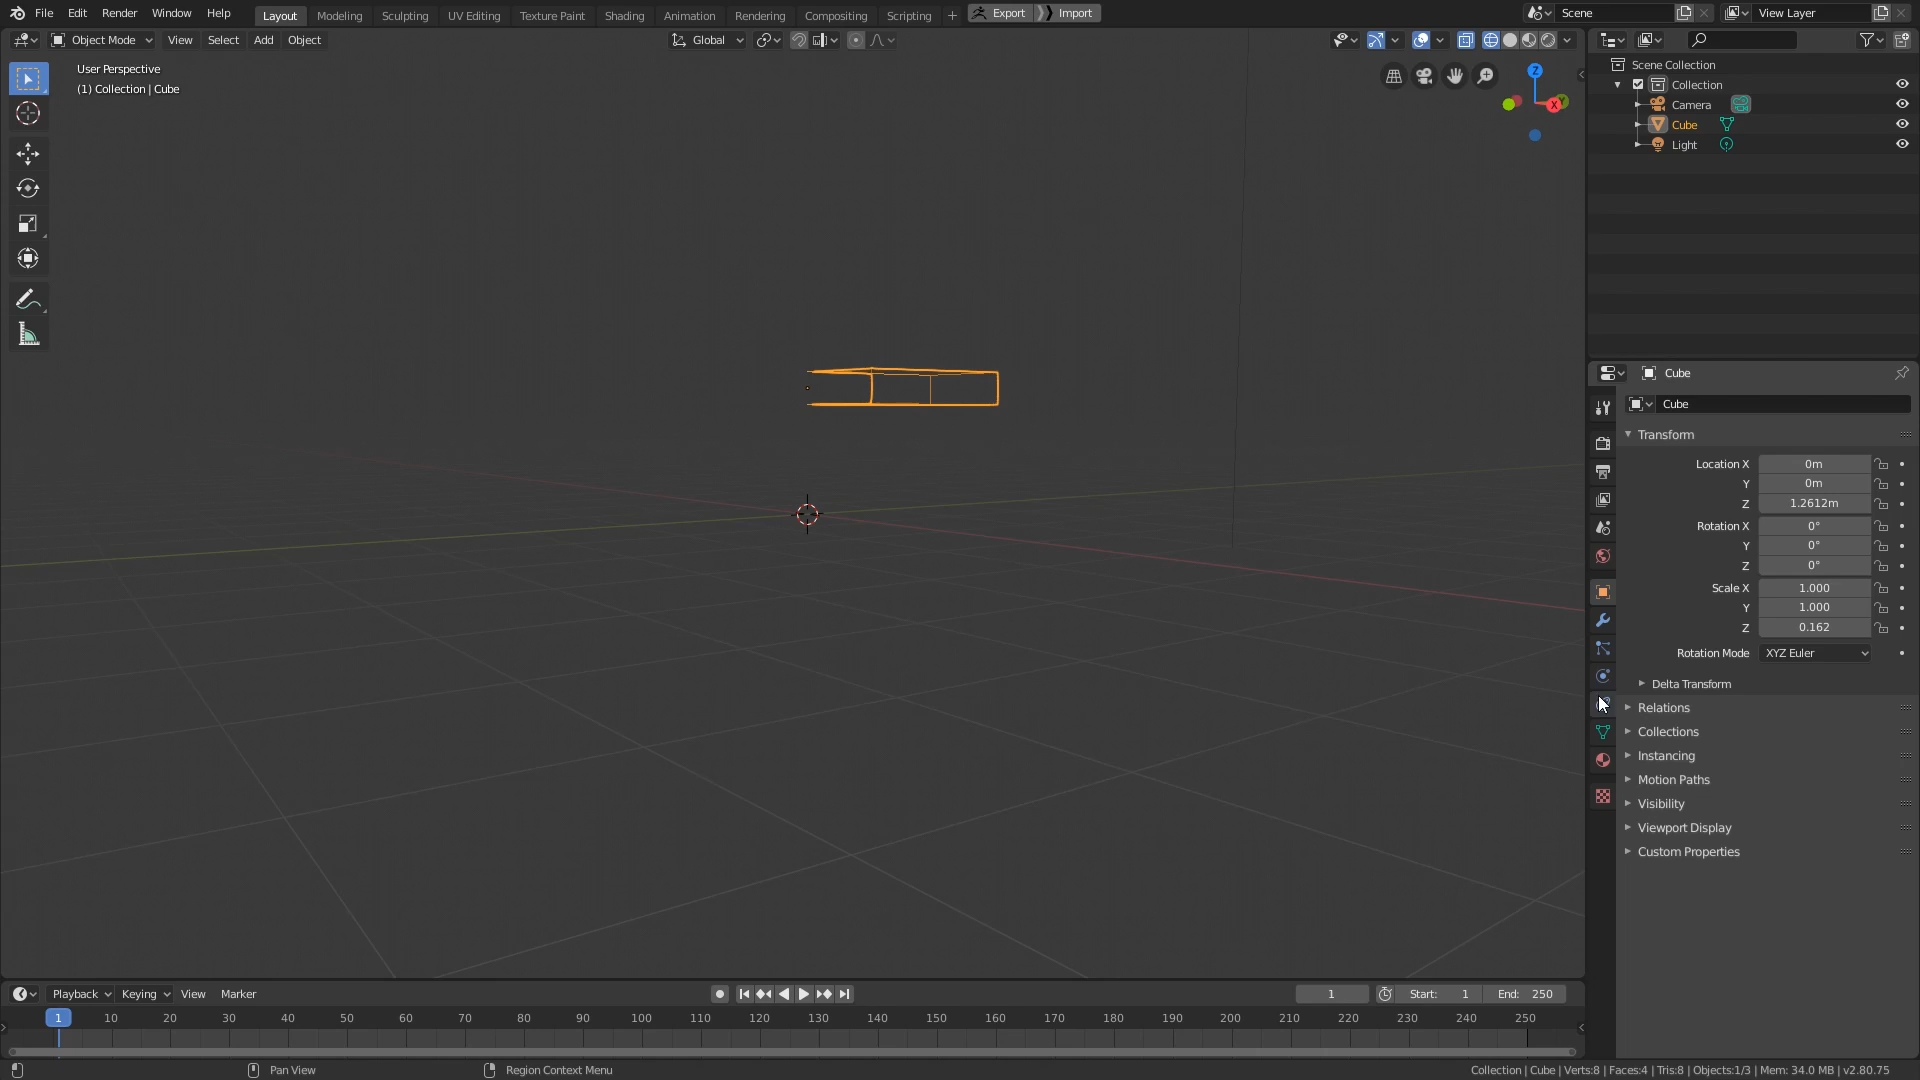 File Edit Render Window Help Layout Modeling Sculpting UV Editing Texture Paint Shading Animation Rendering Compositing Scripting + Export Import Scene View Layer
Object Mode View Select Add Object Global
User Perspective
(1) Collection | Cube
Z
X
Y
Scene Collection
Collection
Camera
Cube
Light
Cube
Cube
Transform
Location X 0m
Y 0m
Z 1.2612m
Rotation X 0°
Y 0°
Z 0°
Scale X 1.000
Y 1.000
Z 0.162
Rotation Mode XYZ Euler
Delta Transform
Relations
Collections
Instancing
Motion Paths
Visibility
Viewport Display
Custom Properties
Playback Keying View Marker 1 Start: 1 End: 250
1 10 20 30 40 50 60 70 80 90 100 110 120 130 140 150 160 170 180 190 200 210 220 230 240 250
Pan View Region Context Menu Collection | Cube | Verts:8 | Faces:4 | Tris:8 | Objects:1/3 | Mem: 34.0 MB | v2.80.75